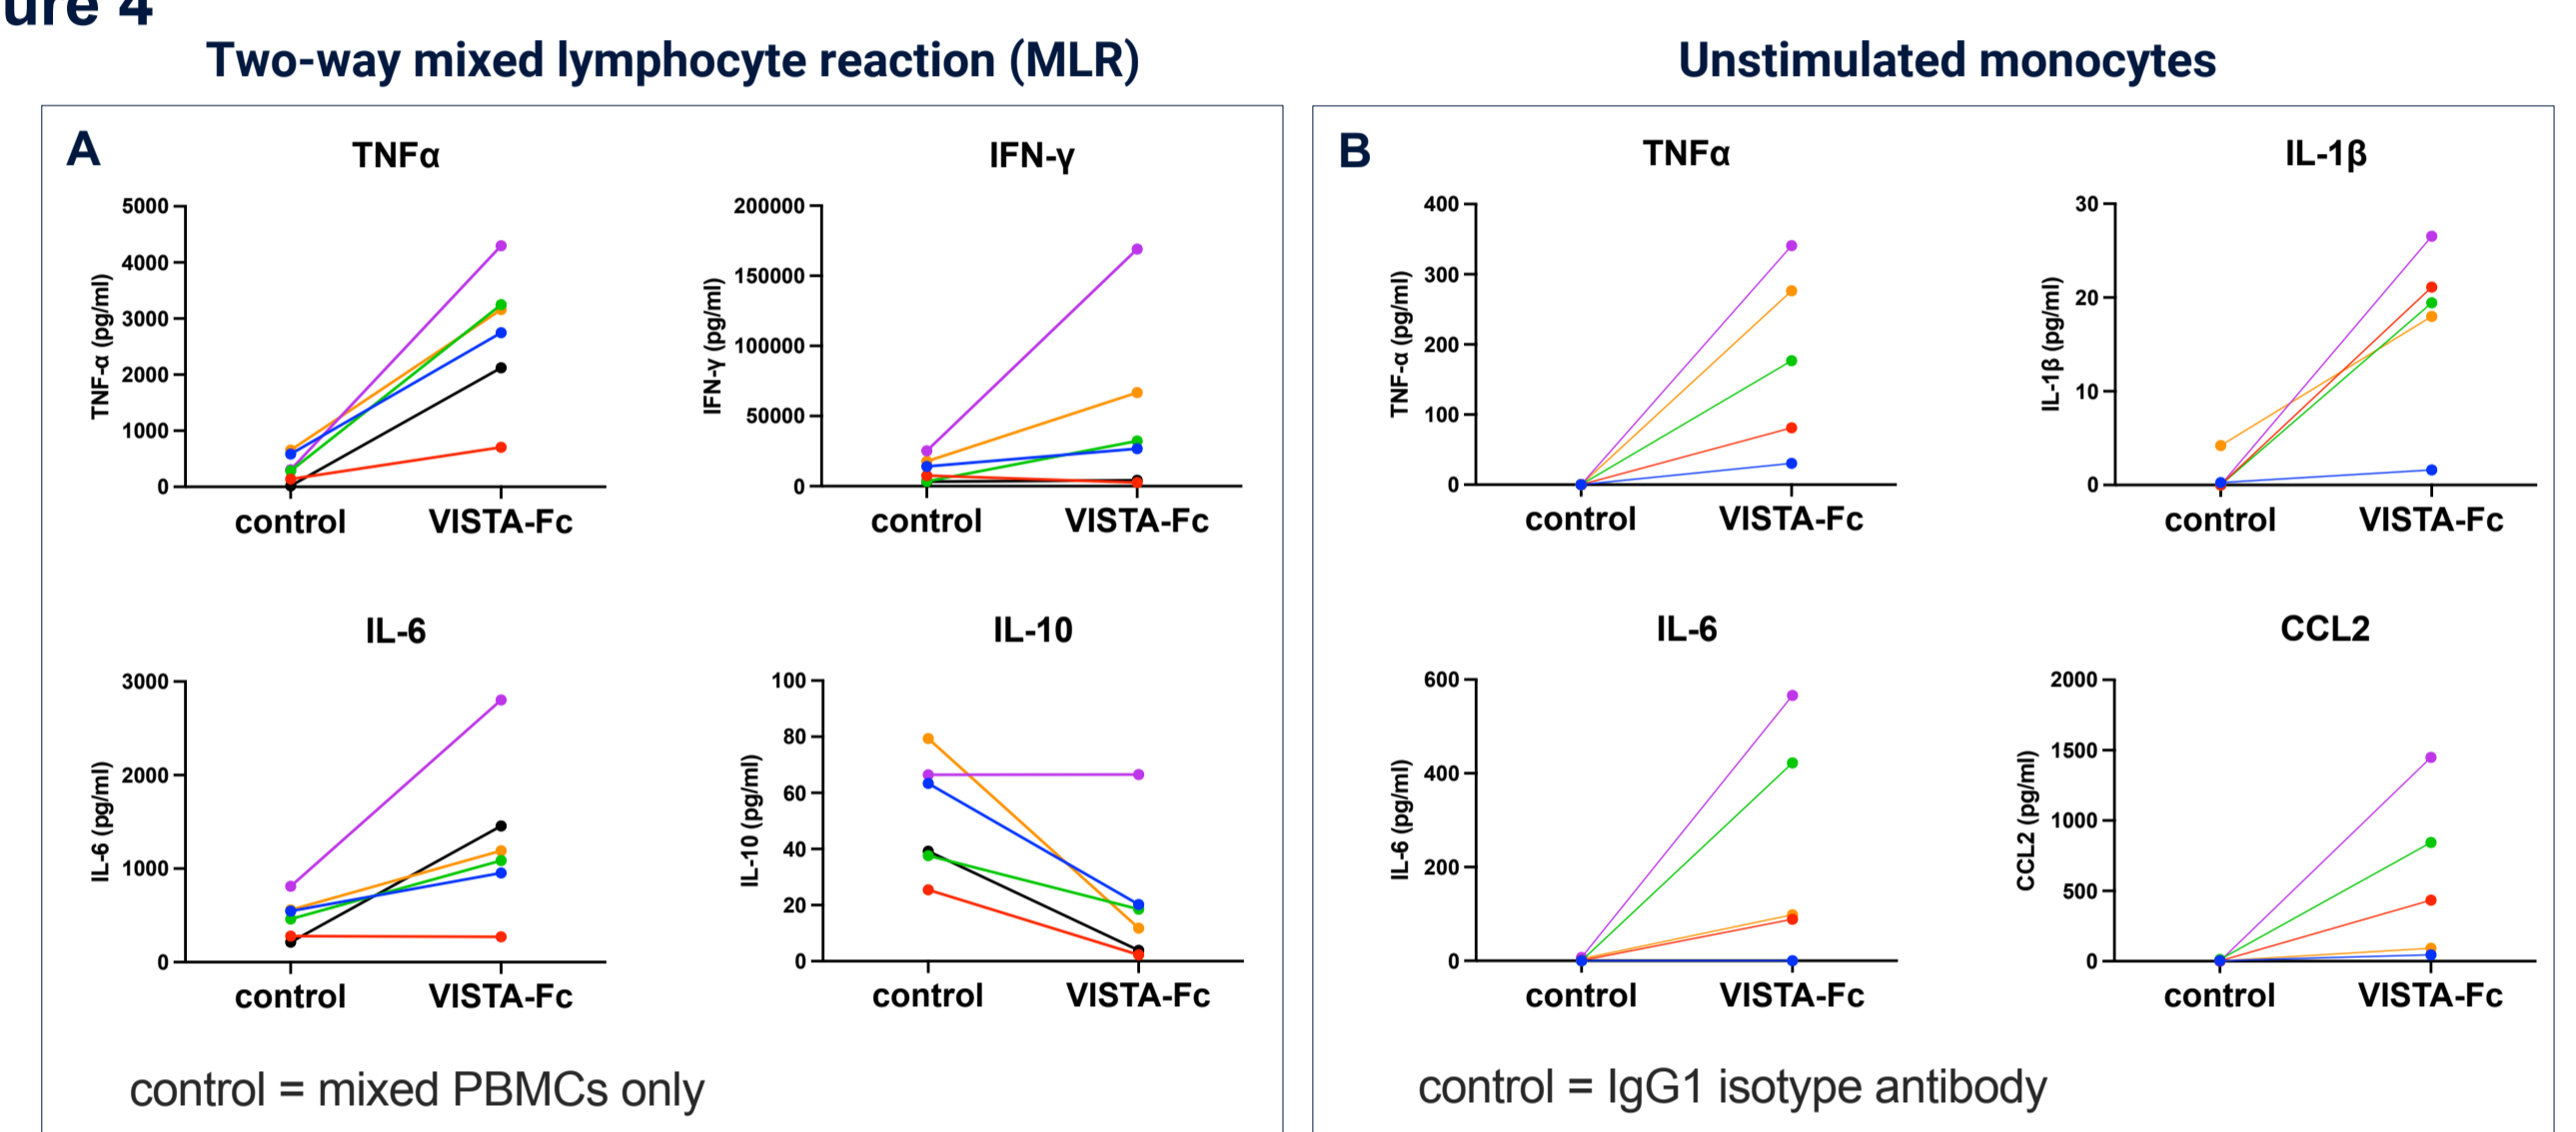 ure 4
Two-way mixed lymphocyte reaction (MLR)
Unstimulated monocytes
A
TNFα
TNF-α (pg/ml)
5000
4000
3000
2000
1000
0
control VISTA-Fc
IFN-γ
IFN-γ (pg/ml)
200000
150000
100000
50000
0
control VISTA-Fc
IL-6
IL-6 (pg/ml)
3000
2000
1000
0
control VISTA-Fc
IL-10
IL-10 (pg/ml)
100
80
60
40
20
0
control VISTA-Fc
control = mixed PBMCs only
B
TNFα
TNF-α (pg/ml)
400
300
200
100
0
control VISTA-Fc
IL-1β
IL-1β (pg/ml)
30
20
10
0
control VISTA-Fc
IL-6
IL-6 (pg/ml)
600
400
200
0
control VISTA-Fc
CCL2
CCL2 (pg/ml)
2000
1500
1000
500
0
control VISTA-Fc
control = IgG1 isotype antibody